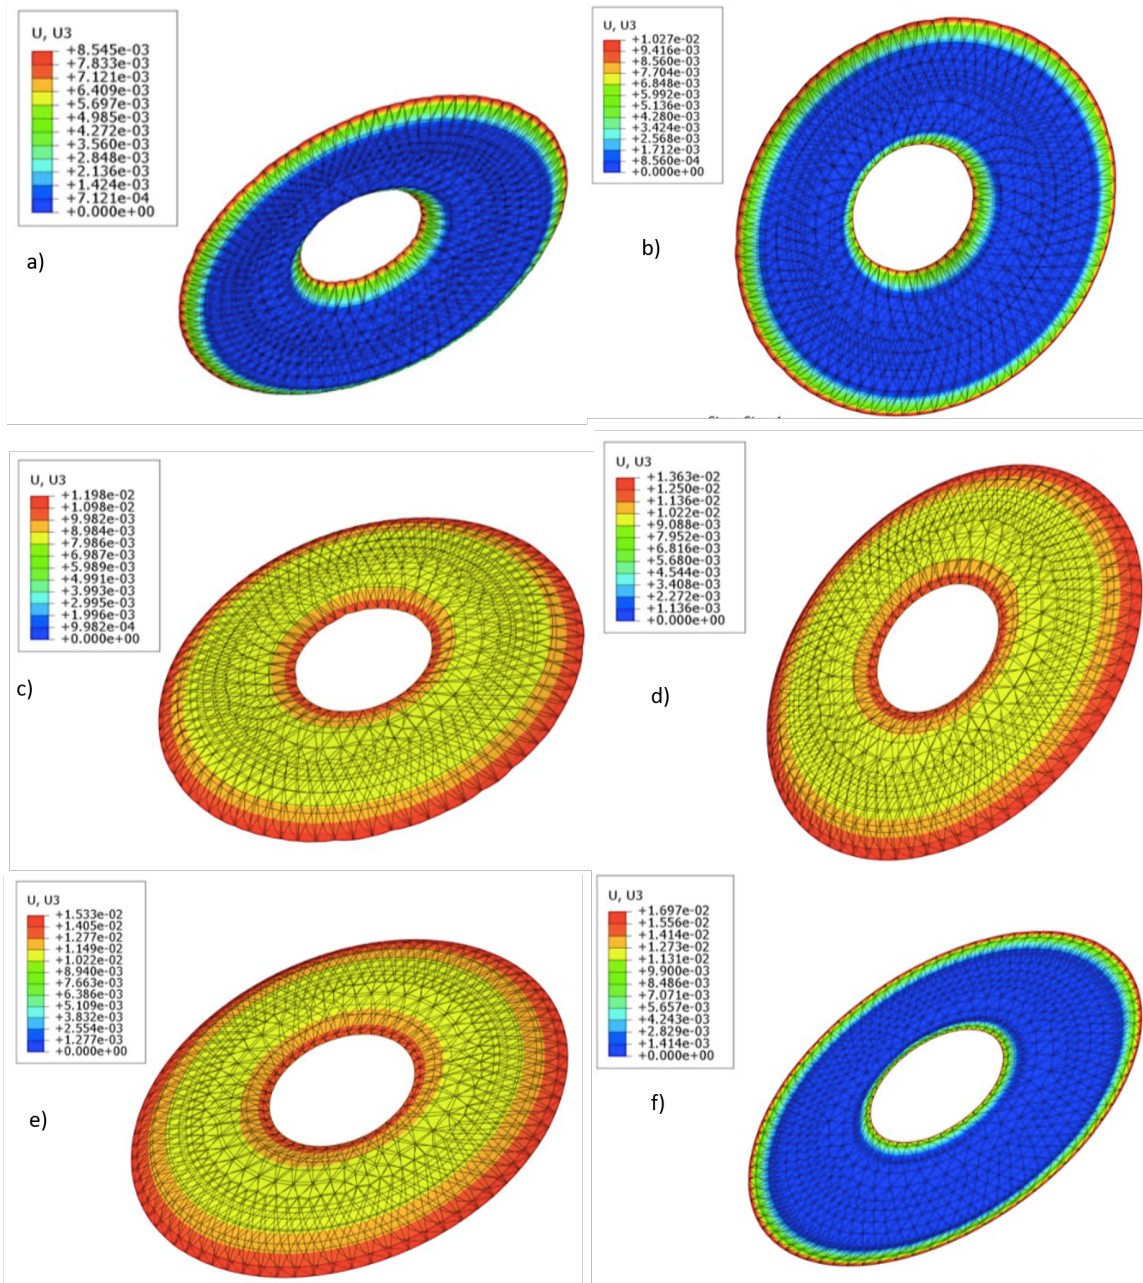 U, U3
+8.545e-03
+7.833e-03
+7.121e-03
+6.409e-03
+5.697e-03
+4.985e-03
+4.272e-03
+3.560e-03
+2.848e-03
+2.136e-03
+1.424e-03
+7.121e-04
+0.000e+00
a)
U, U3
+1.027e-02
+9.416e-03
+8.560e-03
+7.704e-03
+6.848e-03
+5.992e-03
+5.136e-03
+4.280e-03
+3.424e-03
+2.568e-03
+1.712e-03
+8.560e-04
+0.000e+00
b)
U, U3
+1.198e-02
+1.098e-02
+9.982e-03
+8.984e-03
+7.986e-03
+6.987e-03
+5.989e-03
+4.991e-03
+3.993e-03
+2.995e-03
+1.996e-03
+9.982e-04
+0.000e+00
c)
U, U3
+1.363e-02
+1.250e-02
+1.136e-02
+1.022e-02
+9.088e-03
+7.952e-03
+6.816e-03
+5.680e-03
+4.544e-03
+3.408e-03
+2.272e-03
+1.136e-03
+0.000e+00
d)
U, U3
+1.533e-02
+1.405e-02
+1.277e-02
+1.149e-02
+1.022e-02
+8.940e-03
+7.663e-03
+6.386e-03
+5.109e-03
+3.832e-03
+2.554e-03
+1.277e-03
+0.000e+00
e)
U, U3
+1.697e-02
+1.556e-02
+1.414e-02
+1.273e-02
+1.131e-02
+9.900e-03
+8.486e-03
+7.071e-03
+5.657e-03
+4.243e-03
+2.829e-03
+1.414e-03
+0.000e+00
f)